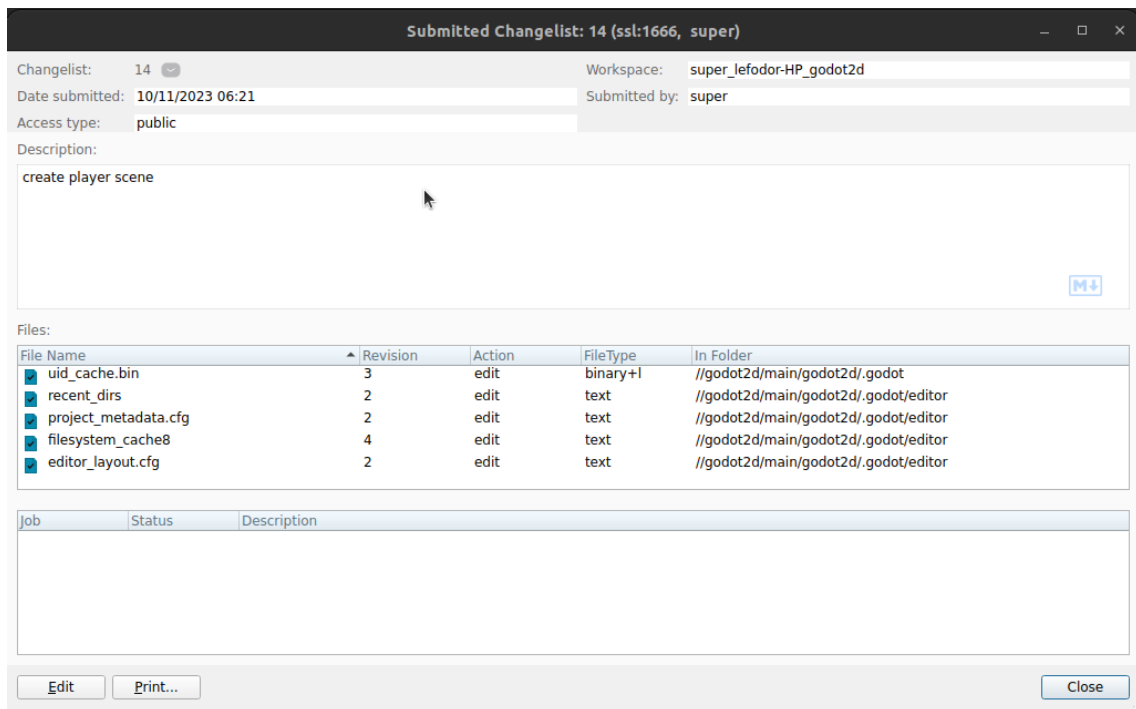 Submitted Changelist: 14 (ssl:1666, super)
Changelist: 14 Workspace: super_lefodor-HP_godot2d
Date submitted: 10/11/2023 06:21 Submitted by: super
Access type: public
Description:
create player scene
M
Files:
File Name Revision Action FileType In Folder
uid_cache.bin 3 edit binary+l //godot2d/main/godot2d/.godot
recent_dirs 2 edit text //godot2d/main/godot2d/.godot/editor
project_metadata.cfg 2 edit text //godot2d/main/godot2d/.godot/editor
filesystem_cache8 4 edit text //godot2d/main/godot2d/.godot/editor
editor_layout.cfg 2 edit text //godot2d/main/godot2d/.godot/editor
Job Status Description
Edit Print... Close